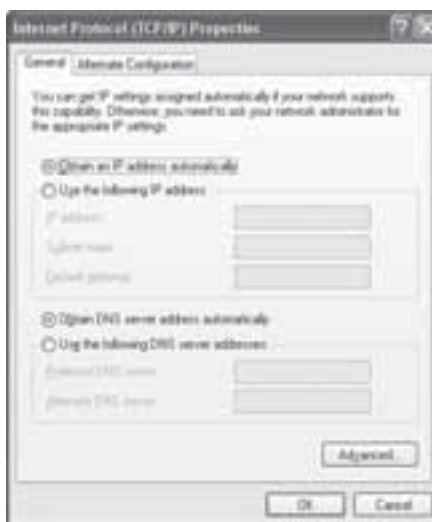 Internet Protocol (TCP/IP) Properties
General
Alternate Configuration
You can get IP settings assigned automatically if your network supports
this capability. Otherwise, you need to ask your network administrator for
the appropriate IP settings.
Obtain an IP address automatically
Use the following IP address
IP address
Subnet mask
Default gateway
Obtain DNS server address automatically
Use the following DNS server addresses
Preferred DNS server
Alternate DNS server
Advanced...
OK
Cancel